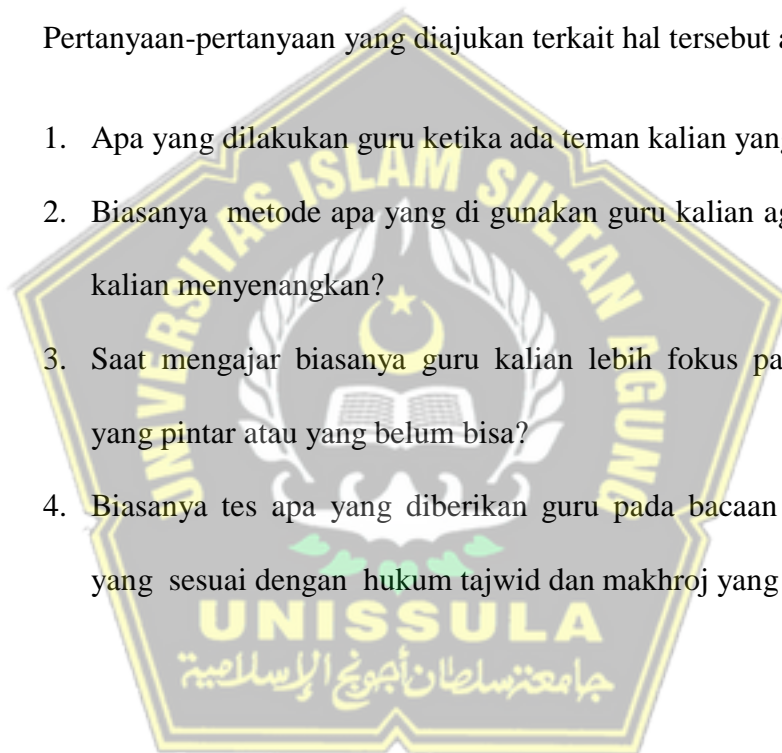 Pertanyaan-pertanyaan yang diajukan terkait hal tersebut a
1. Apa yang dilakukan guru ketika ada teman kalian yang
2. Biasanya metode apa yang di gunakan guru kalian ag
kalian menyenangkan?
3. Saat mengajar biasanya guru kalian lebih fokus pa
yang pintar atau yang belum bisa?
4. Biasanya tes apa yang diberikan guru pada bacaan
yang sesuai dengan hukum tajwid dan makhroj yang
UNIVERSITAS ISLAM SULTAN AGUNG
UNISSULA
جامعتسلطان أجونج الإسلامية